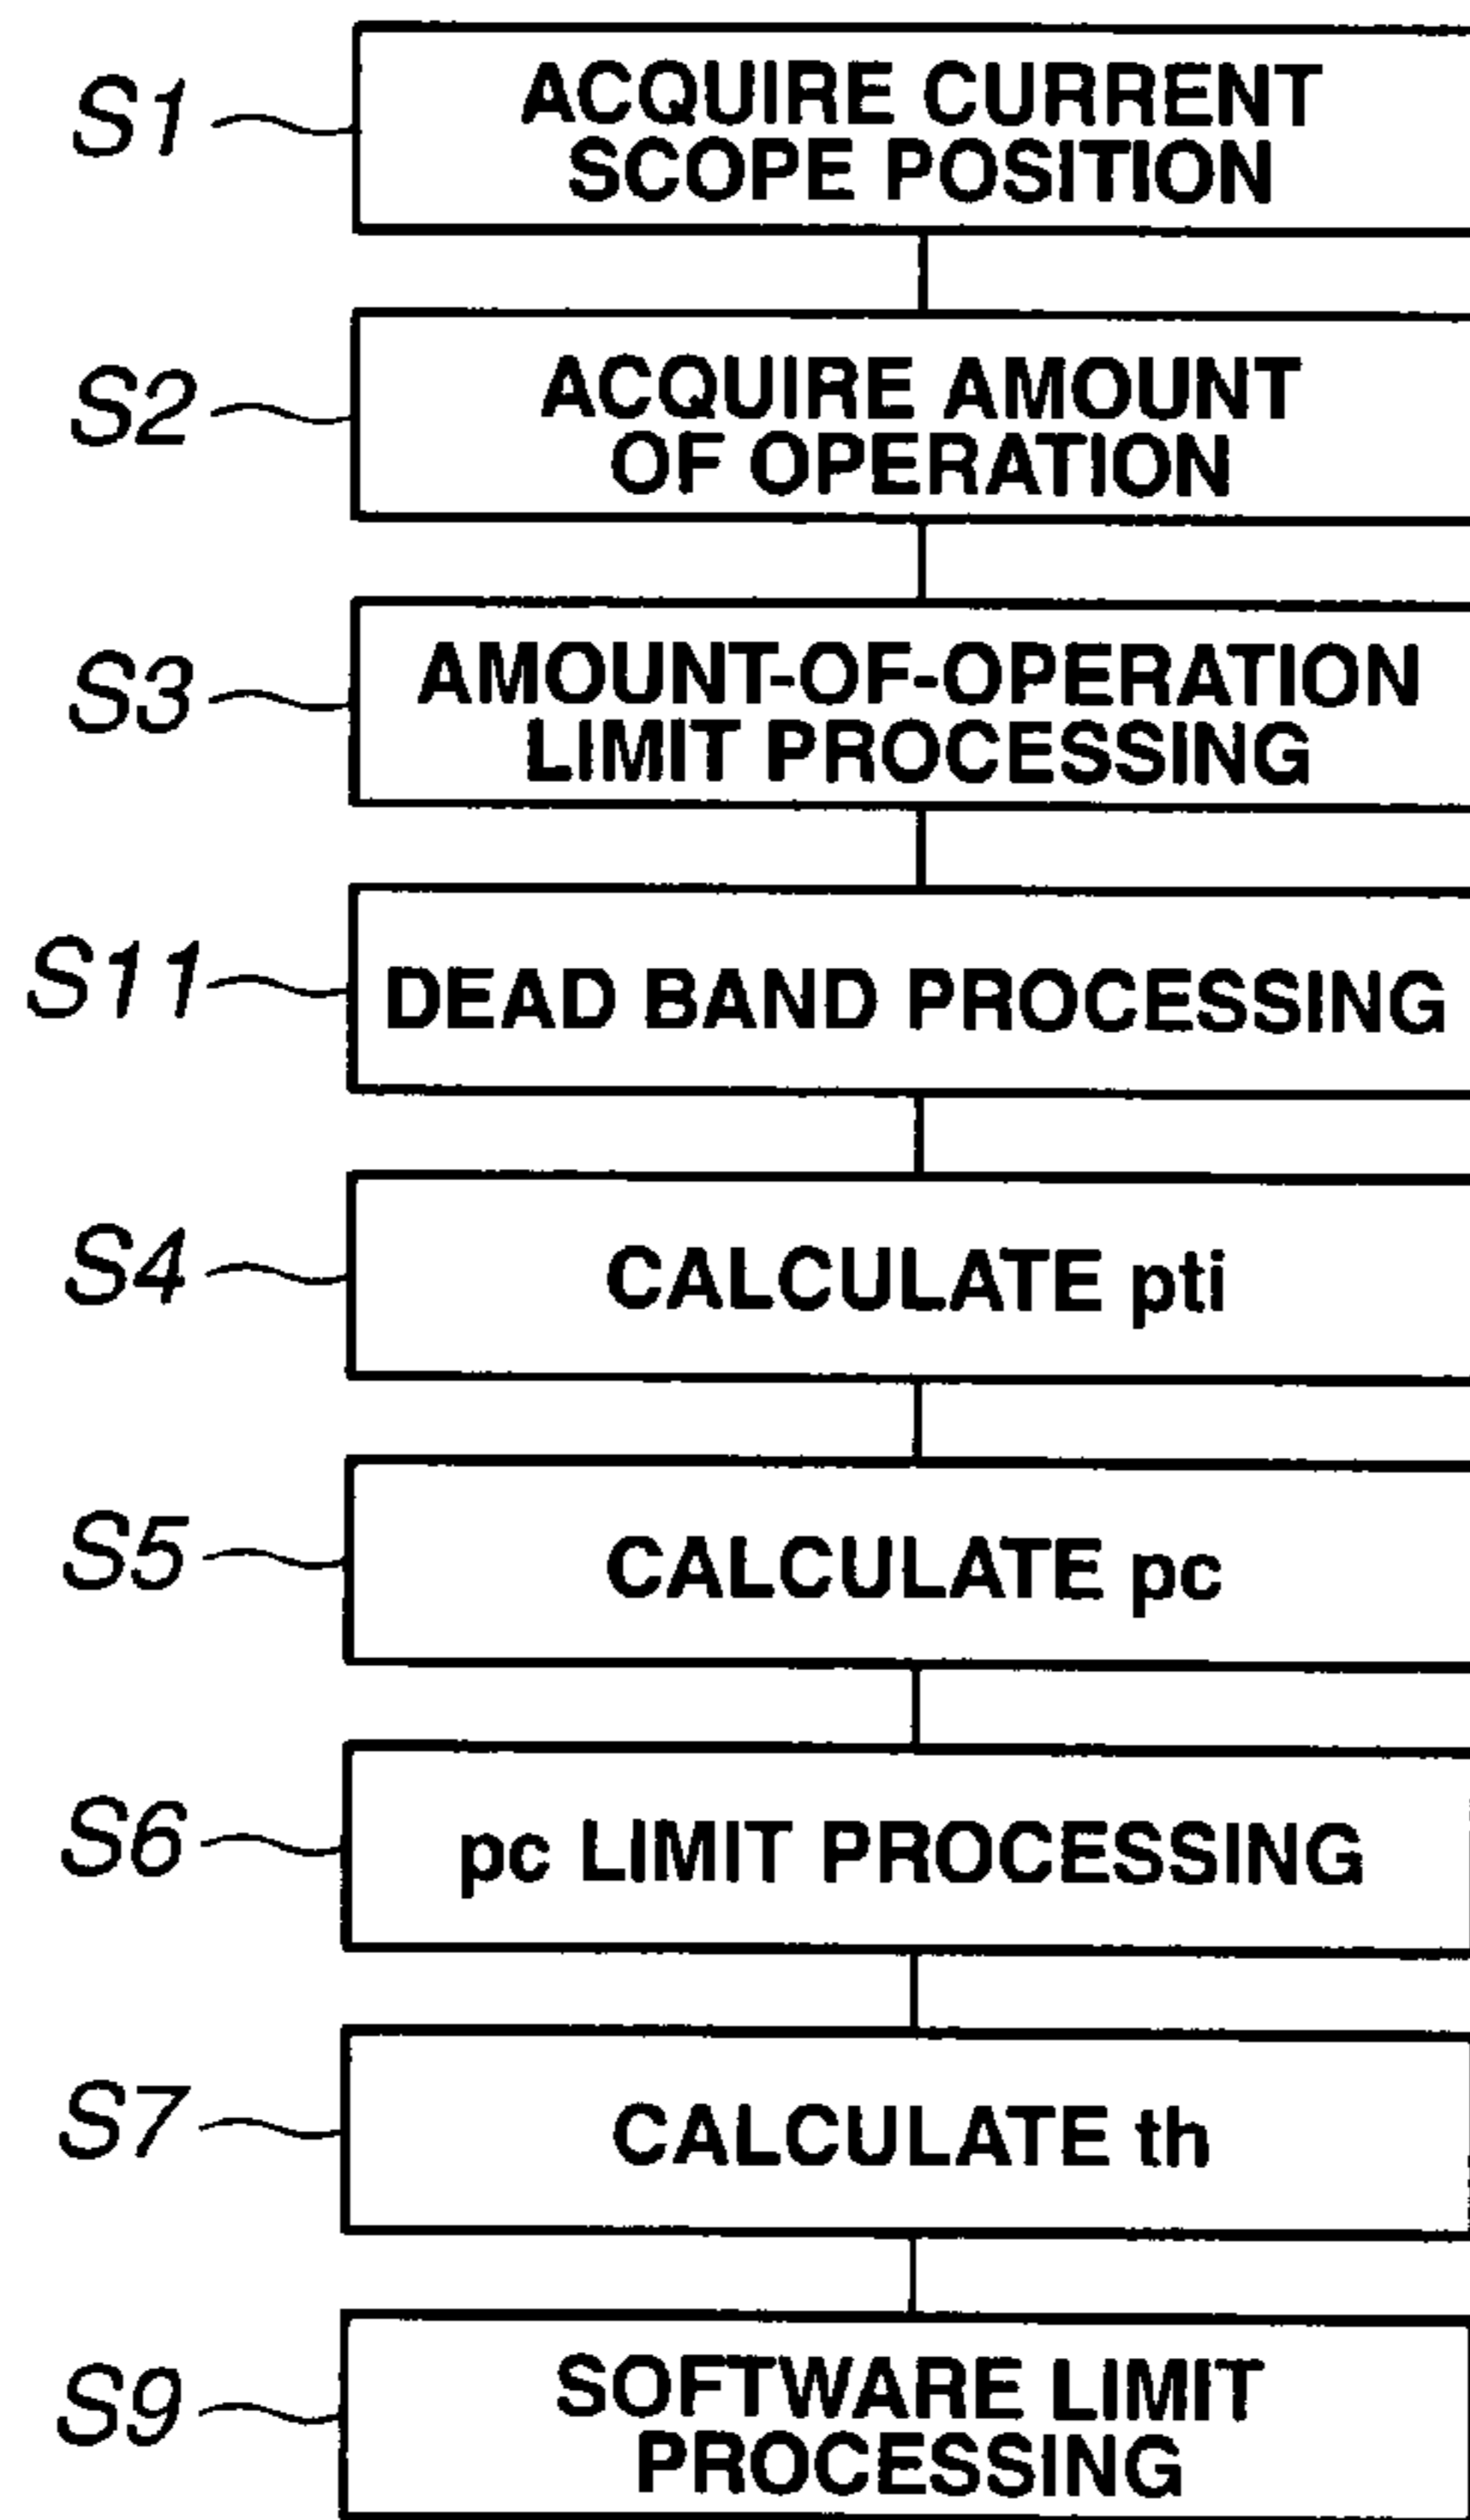 S1
ACQUIRE CURRENT
SCOPE POSITION
S2
ACQUIRE AMOUNT
OF OPERATION
S3
AMOUNT-OF-OPERATION
LIMIT PROCESSING
S11
DEAD BAND PROCESSING
S4
CALCULATE pti
S5
CALCULATE pc
S6
pc LIMIT PROCESSING
S7
CALCULATE th
S9
SOFTWARE LIMIT
PROCESSING